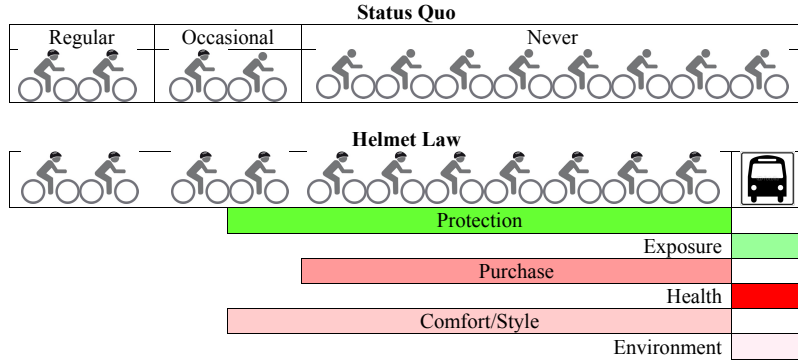 Status Quo
Regular Occasional Never
Helmet Law
Protection
Exposure
Purchase
Health
Comfort/Style
Environment